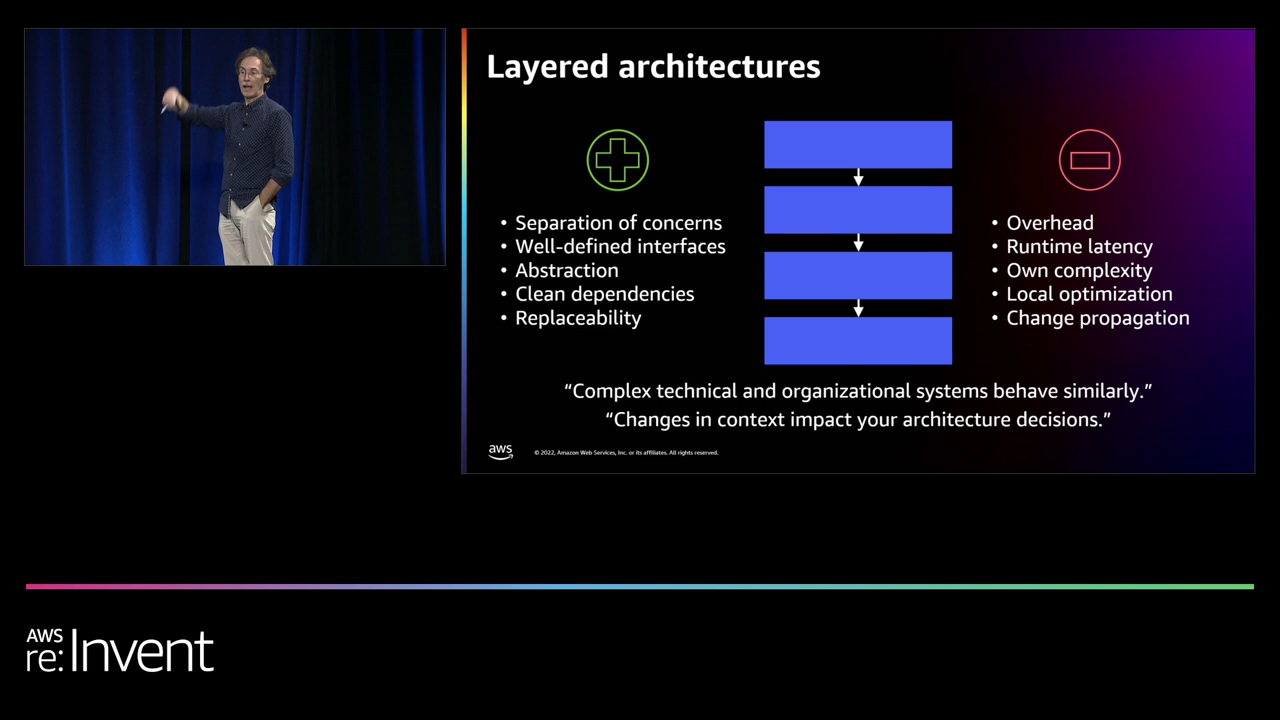 Layered architectures
• Separation of concerns
• Well-defined interfaces
• Abstraction
• Clean dependencies
• Replaceability
• Overhead
• Runtime latency
• Own complexity
• Local optimization
• Change propagation
“Complex technical and organizational systems behave similarly.”
“Changes in context impact your architecture decisions.”
aws
© 2022, Amazon Web Services, Inc. or its affiliates. All rights reserved.
AWS
re:Invent